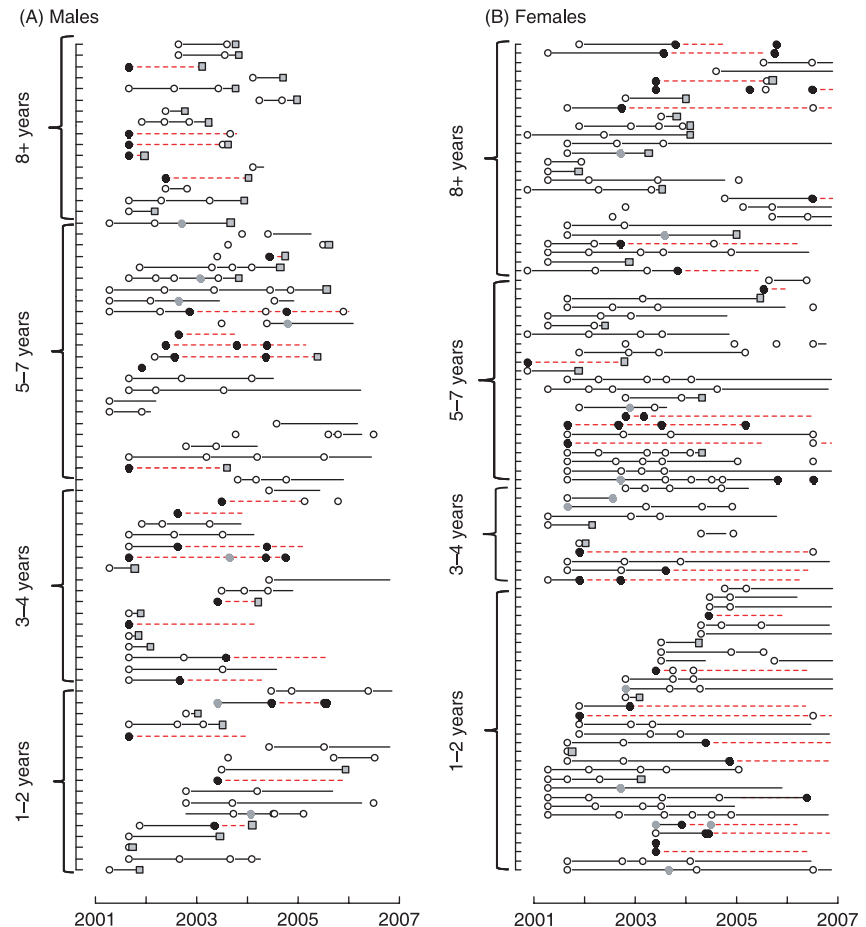 (A) Males
(B) Females
8+ years
5–7 years
3–4 years
1–2 years
8+ years
5–7 years
3–4 years
1–2 years
2001 2003 2005 2007
2001 2003 2005 2007